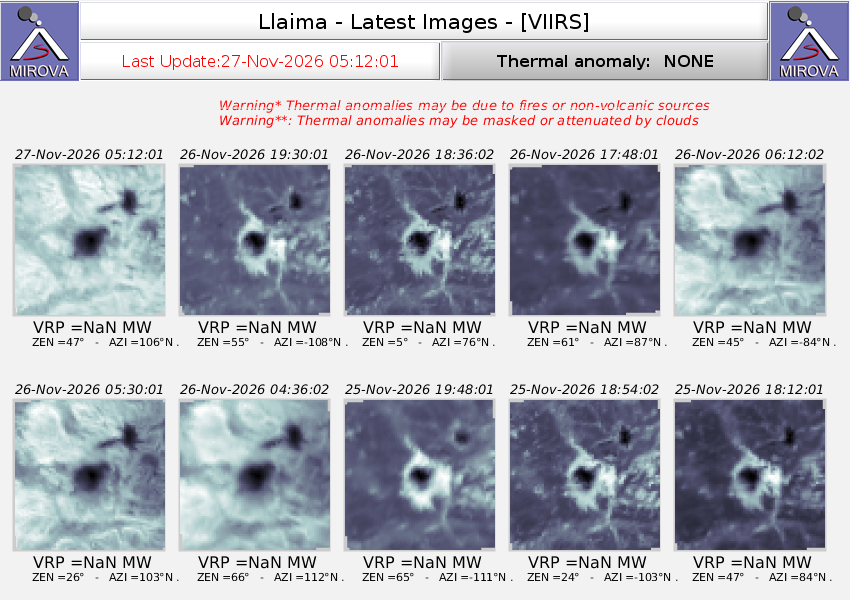 Llaima - Latest Images - [VIIRS]
MIROVA
Last Update:27-Nov-2026 05:12:01
Thermal anomaly: NONE
MIROVA
Warning* Thermal anomalies may be due to fires or non-volcanic sources
Warning**: Thermal anomalies may be masked or attenuated by clouds
27-Nov-2026 05:12:01
26-Nov-2026 19:30:01
26-Nov-2026 18:36:02
26-Nov-2026 17:48:01
26-Nov-2026 06:12:02
VRP =NaN MW
VRP =NaN MW
VRP =NaN MW
VRP =NaN MW
VRP =NaN MW
ZEN =47° - AZI =106°N .
ZEN =55° - AZI =-108°N .
ZEN =5° - AZI =76°N .
ZEN =61° - AZI =87°N .
ZEN =45° - AZI =-84°N .
26-Nov-2026 05:30:01
26-Nov-2026 04:36:02
25-Nov-2026 19:48:01
25-Nov-2026 18:54:02
25-Nov-2026 18:12:01
VRP =NaN MW
VRP =NaN MW
VRP =NaN MW
VRP =NaN MW
VRP =NaN MW
ZEN =26° - AZI =103°N .
ZEN =66° - AZI =112°N .
ZEN =65° - AZI =-111°N .
ZEN =24° - AZI =-103°N .
ZEN =47° - AZI =84°N .